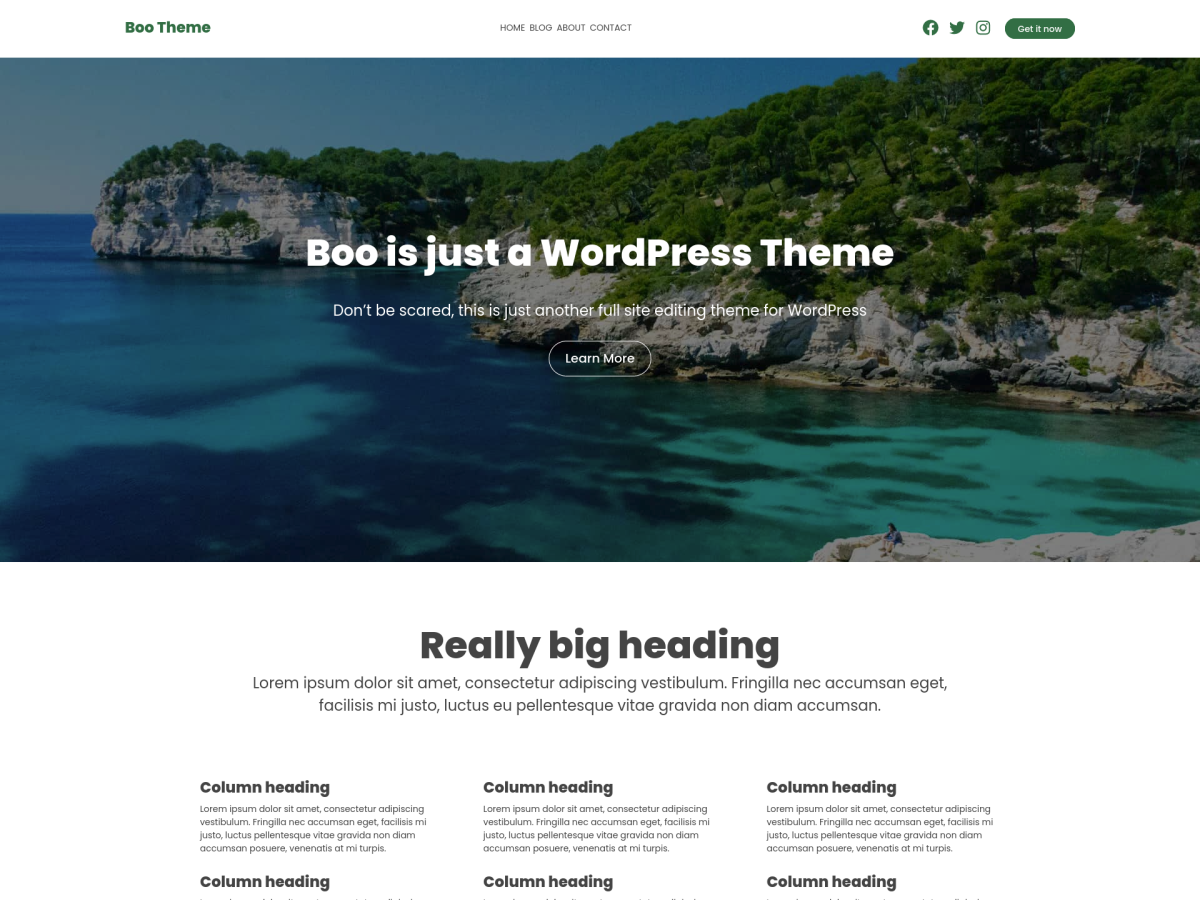 Boo Theme
HOME BLOG ABOUT CONTACT
Get it now
Boo is just a WordPress Theme
Don’t be scared, this is just another full site editing theme for WordPress
Learn More
Really big heading
Lorem ipsum dolor sit amet, consectetur adipiscing vestibulum. Fringilla nec accumsan eget,
facilisis mi justo, luctus eu pellentesque vitae gravida non diam accumsan.
Column heading
Lorem ipsum dolor sit amet, consectetur adipiscing
vestibulum. Fringilla nec accumsan eget, facilisis mi
justo, luctus pellentesque vitae gravida non diam
accumsan posuere, venenatis at mi turpis.
Column heading
Lorem ipsum dolor sit amet, consectetur adipiscing
vestibulum. Fringilla nec accumsan eget, facilisis mi
justo, luctus pellentesque vitae gravida non diam
accumsan posuere, venenatis at mi turpis.
Column heading
Lorem ipsum dolor sit amet, consectetur adipiscing
vestibulum. Fringilla nec accumsan eget, facilisis mi
justo, luctus pellentesque vitae gravida non diam
accumsan posuere, venenatis at mi turpis.
Column heading
Column heading
Column heading